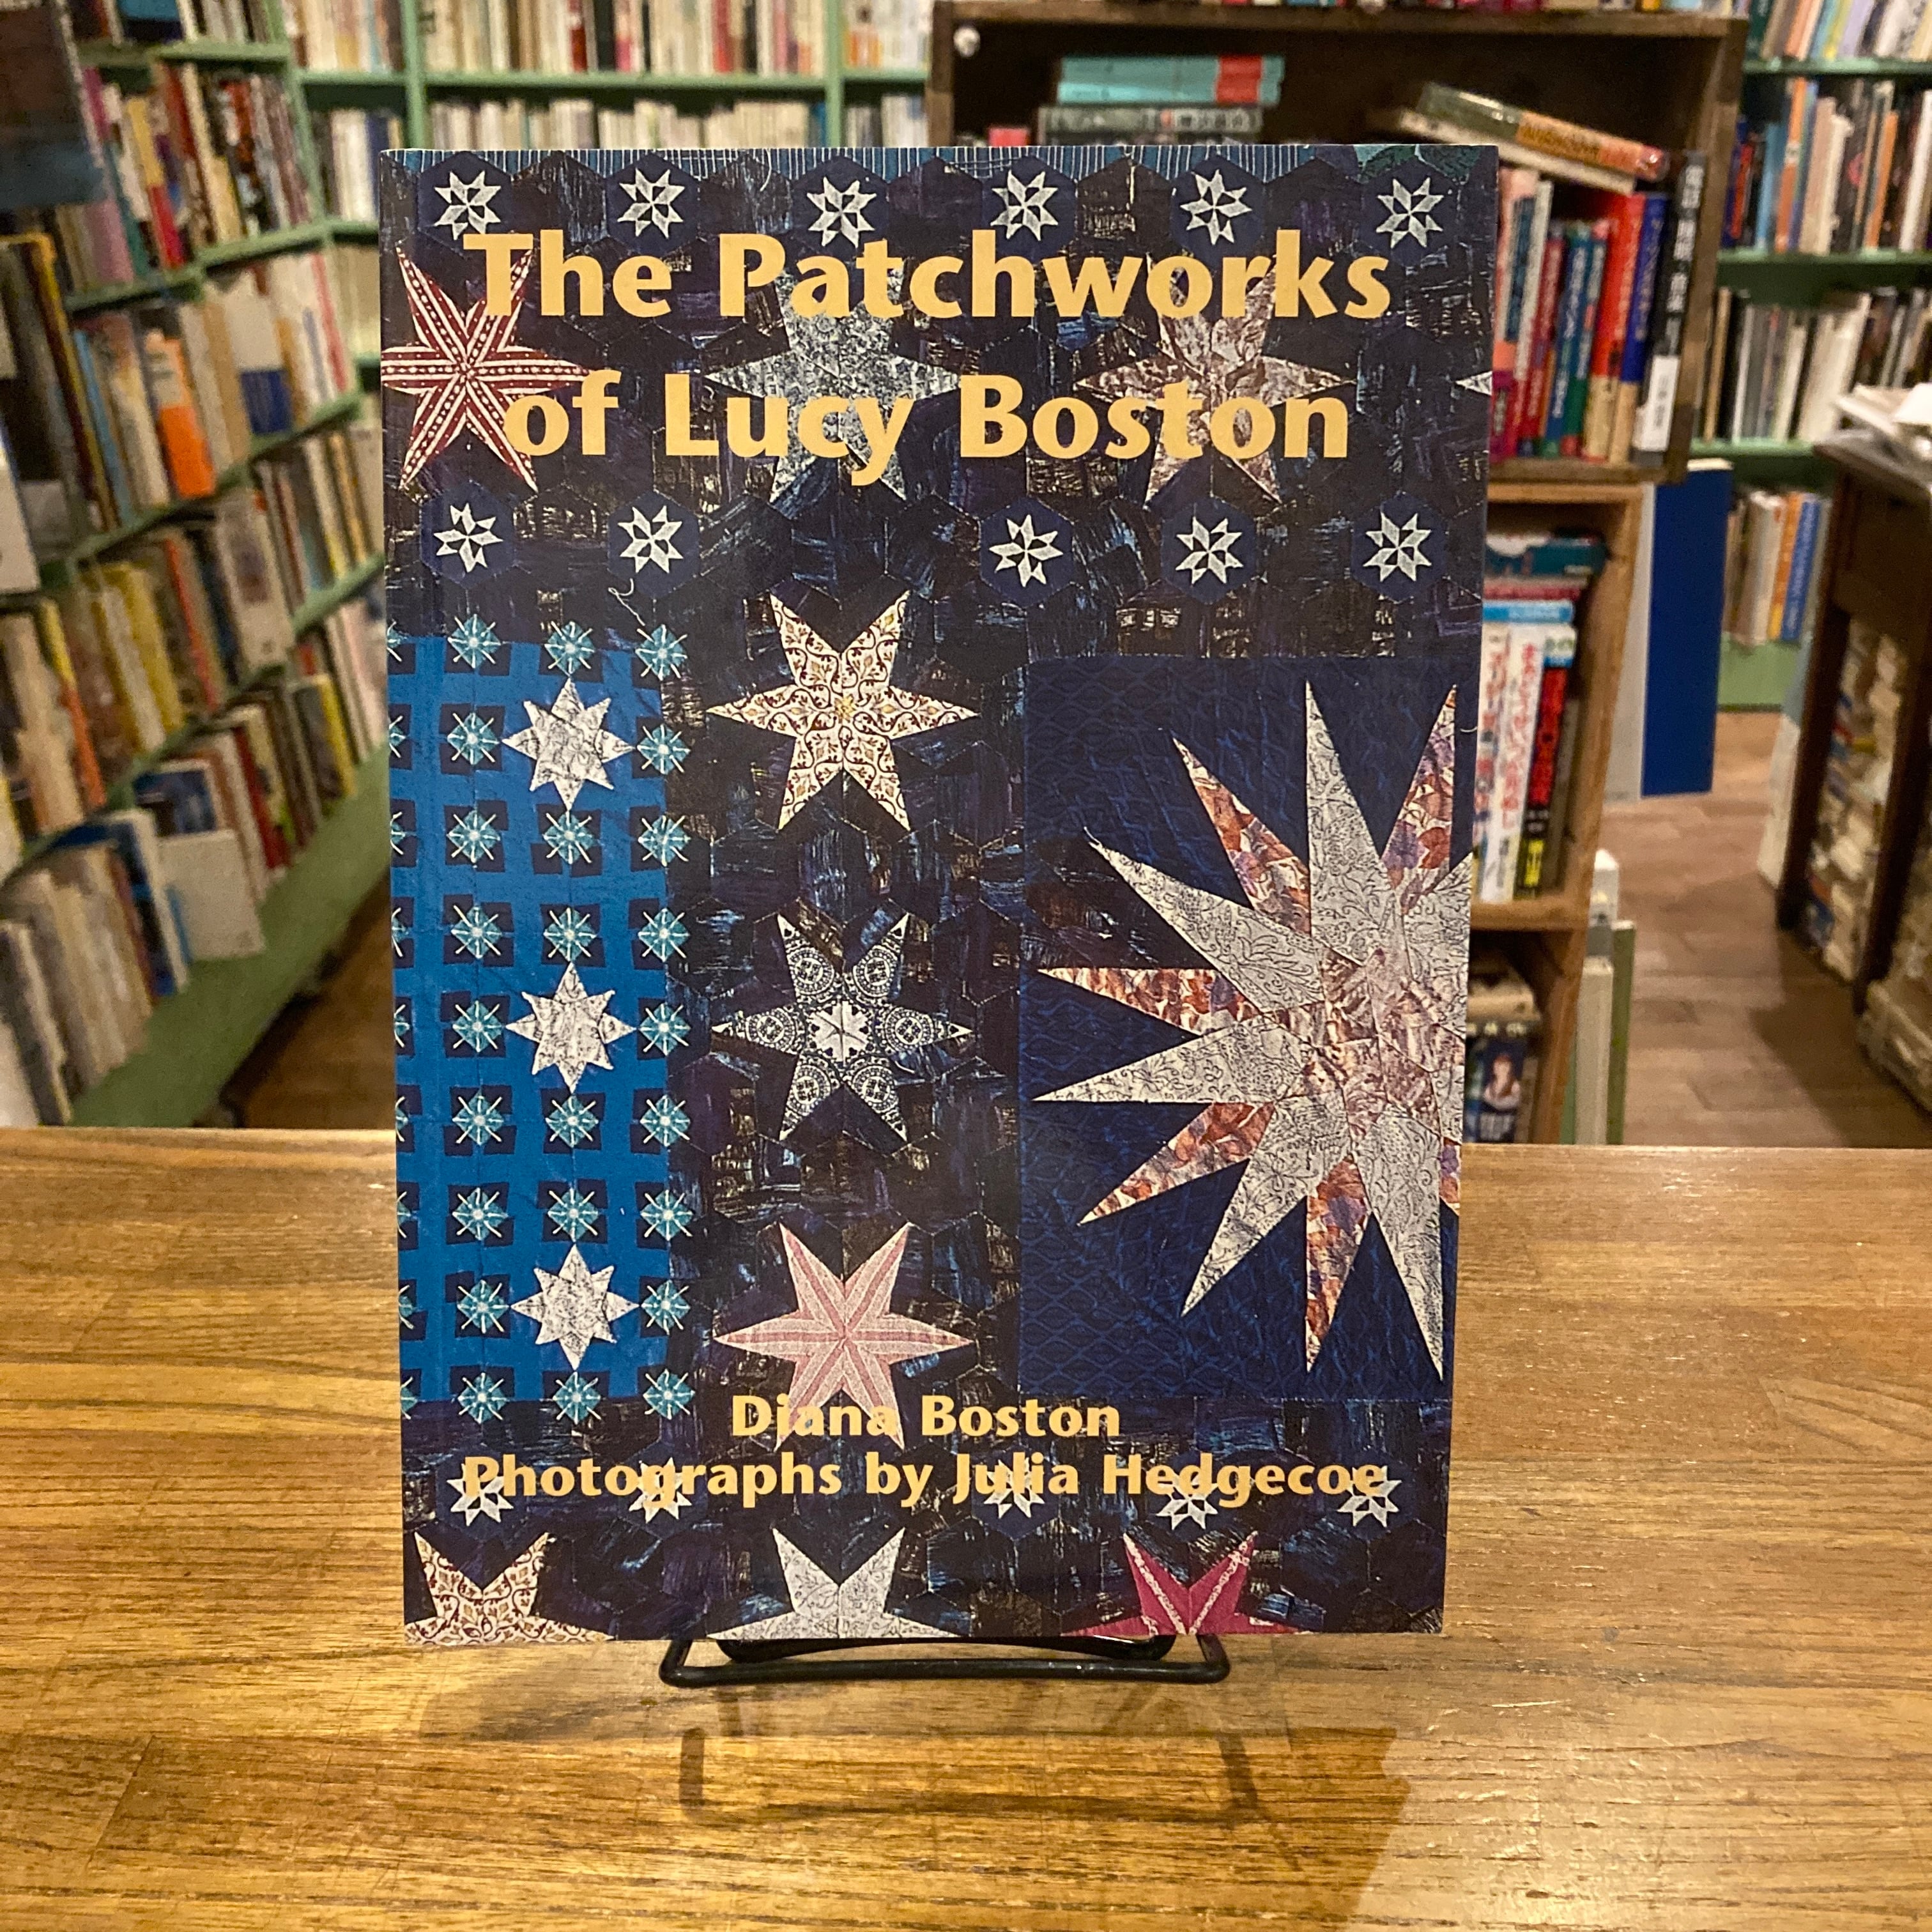 The Patchworks
of Lucy Boston
Diana Boston
Photographs by Julia Hedgecoe